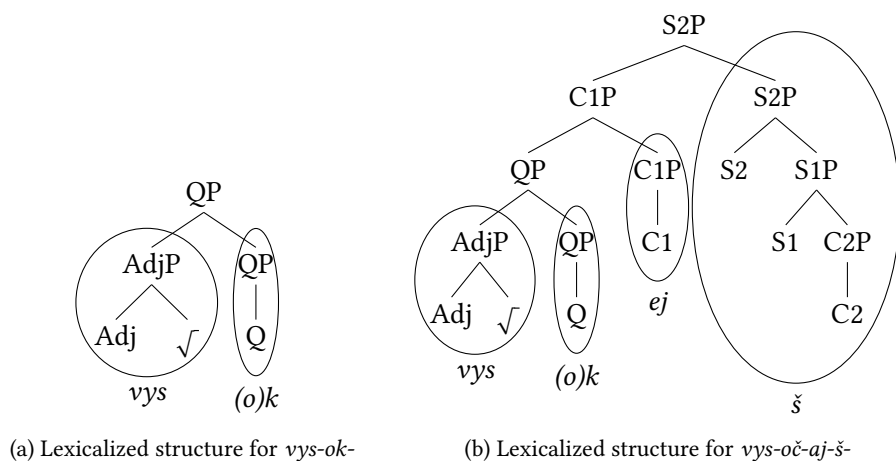 S2P
C1P S2P
QP C1P S2 S1P
QP
AdjP QP C1 S1 C2P
AdjP QP
Adj √ Q ej C2
Adj √ Q
vys (o)k
vys (o)k š
(a) Lexicalized structure for vys-ok- (b) Lexicalized structure for vys-oč-aj-š-